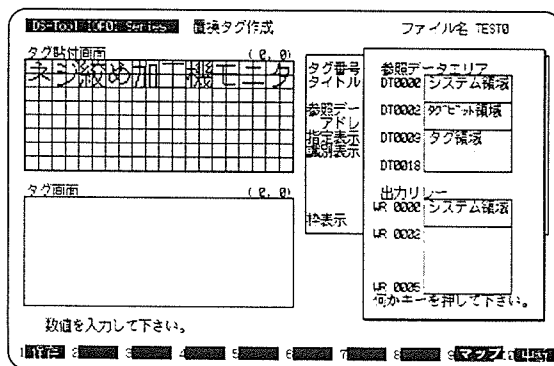 DS-Tool ICFD: Series 置換タグ作成 ファイル名 TEST0
タグ貼付画面 ( 0, 0)
ネジ絞め加工機モニタ
タグ画面 ( 0, 0)
タグ番号
タイトル
参照デー
アドレ
指定表示
識別表示
枠表示
参照データエリア
DT0000 システム領域
DT0002 タグビット領域
DT0009 タグ領域
DT0018
出力リレー
WR 0000 システム領域
WR 0002
WR 0005
何かキーを押して下さい。
数値を入力して下さい。
1 2 3 4 5 6 7 8 9 マップ 0